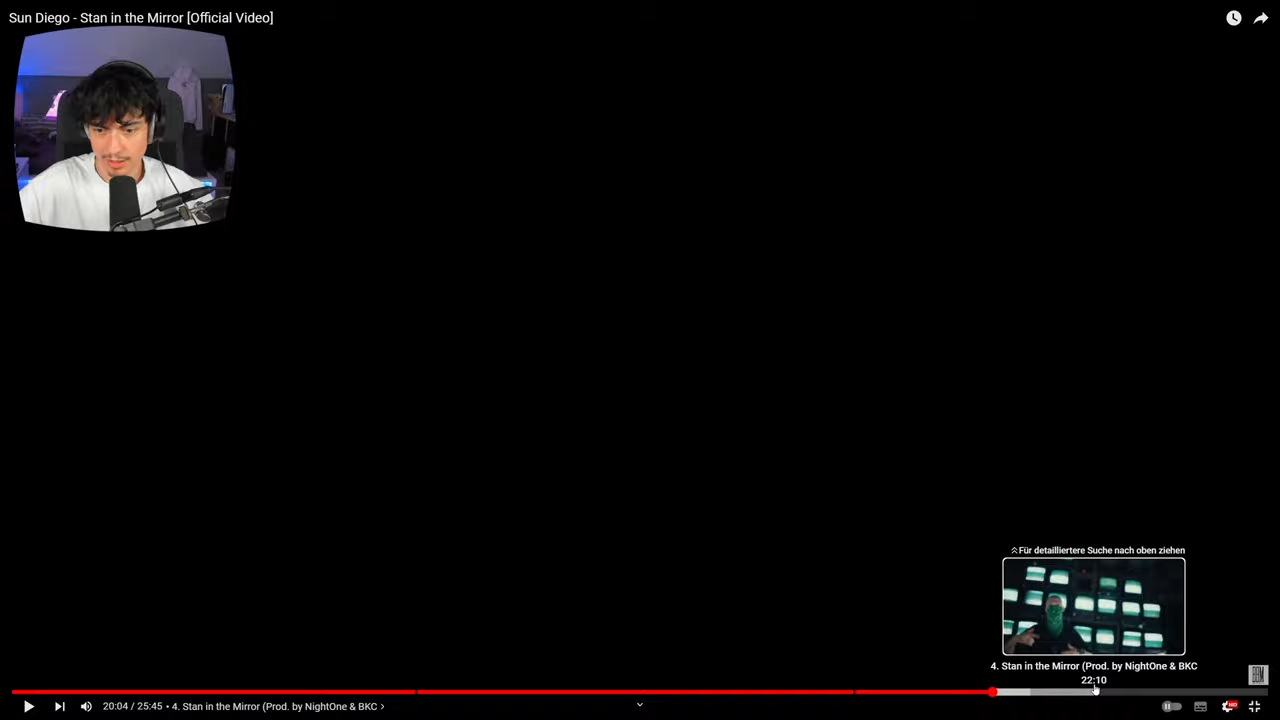 Sun Diego - Stan in the Mirror [Official Video]
Für detailliertere Suche nach oben ziehen
4. Stan in the Mirror (Prod. by NightOne & BKC
22:10
BBM
20:04 / 25:45 • 4. Stan in the Mirror (Prod. by NightOne & BKC
HD